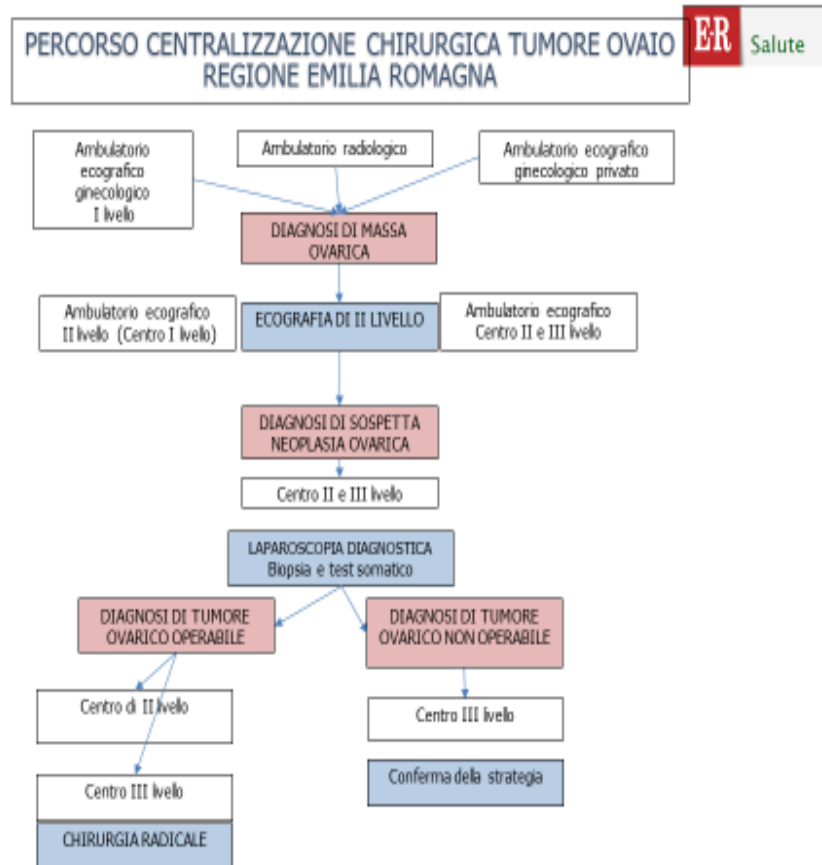 PERCORSO CENTRALIZZAZIONE CHIRURGICA TUMORE OVAIO
REGIONE EMILIA ROMAGNA
E-R Salute
Ambulatorio
ecografico
ginecologico
I livello
Ambulatorio radiologico
Ambulatorio ecografico
ginecologico privato
DIAGNOSI DI MASSA
OVARICA
Ambulatorio ecografico
II livello (Centro I livello)
ECOGRAFIA DI II LIVELLO
Ambulatorio ecografico
Centro II e III livello
DIAGNOSI DI SOSPETTA
NEOPLASIA OVARICA
Centro II e III livello
LAPAROSCOPIA DIAGNOSTICA
Biopsia e test somatico
DIAGNOSI DI TUMORE
OVARICO OPERABILE
DIAGNOSI DI TUMORE
OVARICO NON OPERABILE
Centro di II livello
Centro III livello
Centro III livello
Conferma della strategia
CHIRURGIA RADICALE